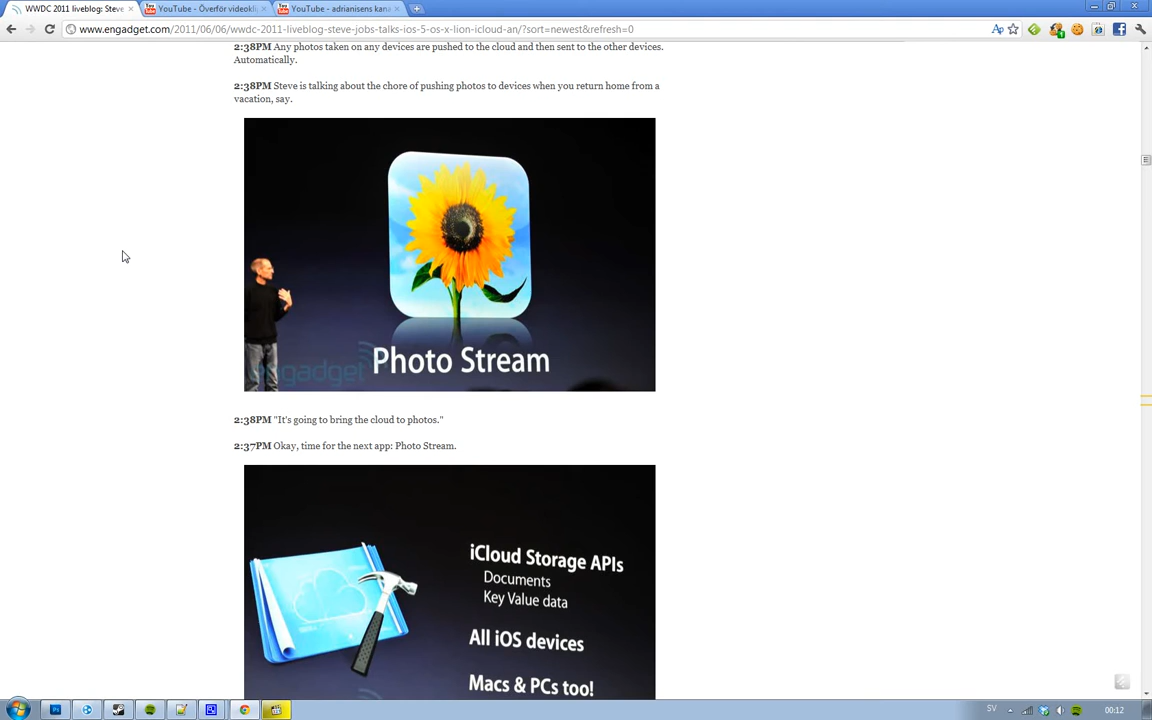 WWDC 2011 liveblog: Steve
YouTube - Överför videokli
YouTube - adrianisens kana
www.engadget.com/2011/06/06/wwdc-2011-liveblog-steve-jobs-talks-ios-5-os-x-lion-icloud-an/?sort=newest&refresh=0
2:38PM Any photos taken on any devices are pushed to the cloud and then sent to the other devices.
Automatically.
2:38PM Steve is talking about the chore of pushing photos to devices when you return home from a
vacation, say.
Photo Stream
engadget
2:38PM "It's going to bring the cloud to photos."
2:37PM Okay, time for the next app: Photo Stream.
iCloud Storage APIs
Documents
Key Value data
All iOS devices
Macs & PCs too!
SV
00:12